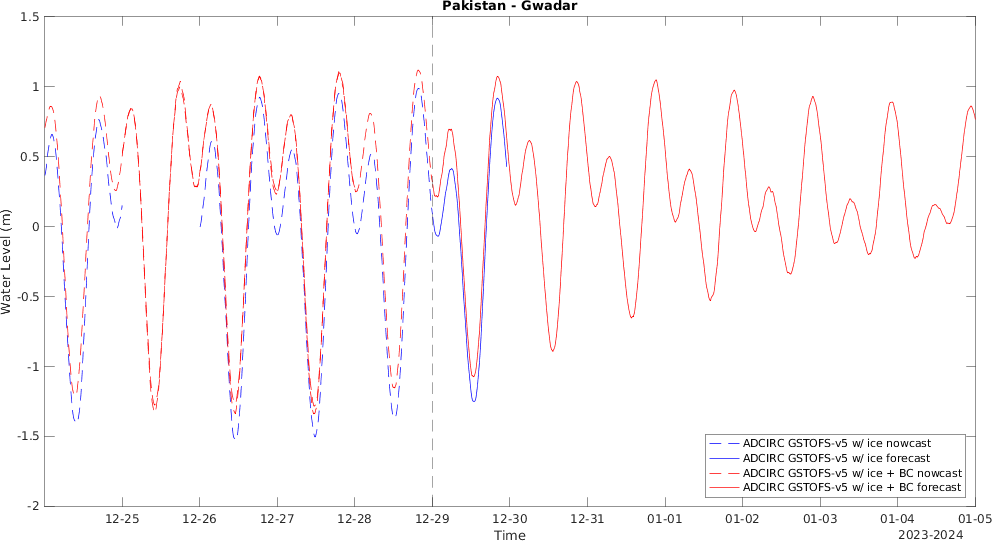 Pakistan - Gwadar
1.5
1
0.5
0
-0.5
-1
-1.5
-2
Water Level (m)
ADCIRC GSTOFS-v5 w/ ice nowcast
ADCIRC GSTOFS-v5 w/ ice forecast
ADCIRC GSTOFS-v5 w/ ice + BC nowcast
ADCIRC GSTOFS-v5 w/ ice + BC forecast
12-25 12-26 12-27 12-28 12-29 12-30 12-31 01-01 01-02 01-03 01-04 01-05
Time
2023-2024